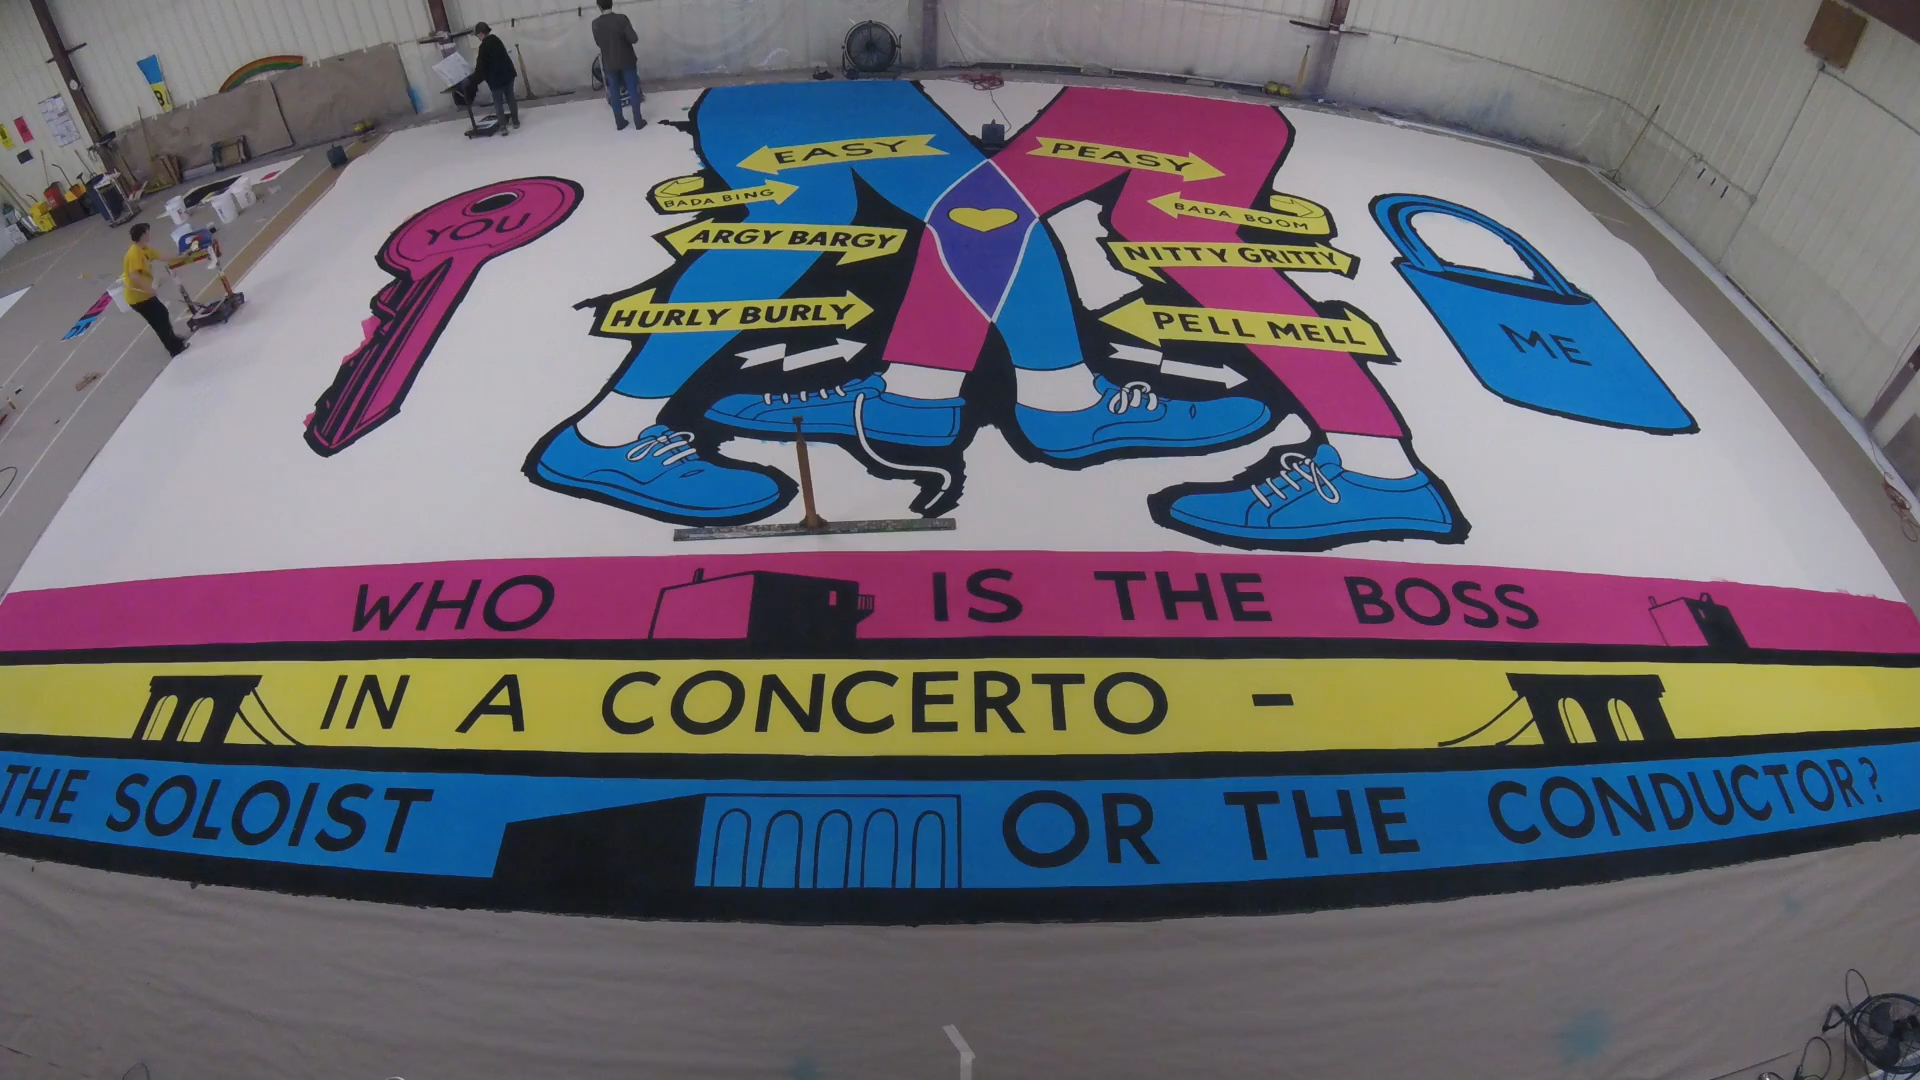 EASY
PEASY
BADA BING
BADA BOOM
YOU
ARGY BARGY
NITTY GRITTY
HURLY BURLY
PELL MELL
ME
WHO IS THE BOSS
IN A CONCERTO -
THE SOLOIST OR THE CONDUCTOR?